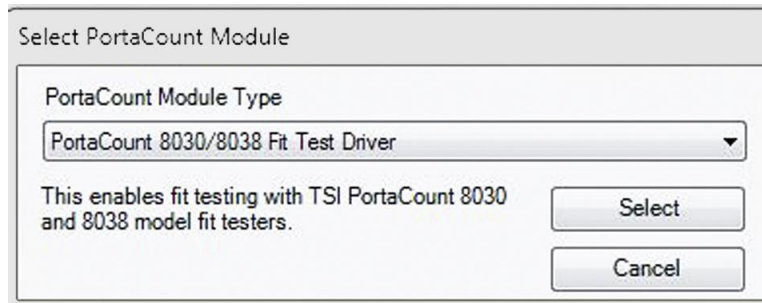 Select PortaCount Module
PortaCount Module Type
PortaCount 8030/8038 Fit Test Driver
This enables fit testing with TSI PortaCount 8030
and 8038 model fit testers.
Select
Cancel